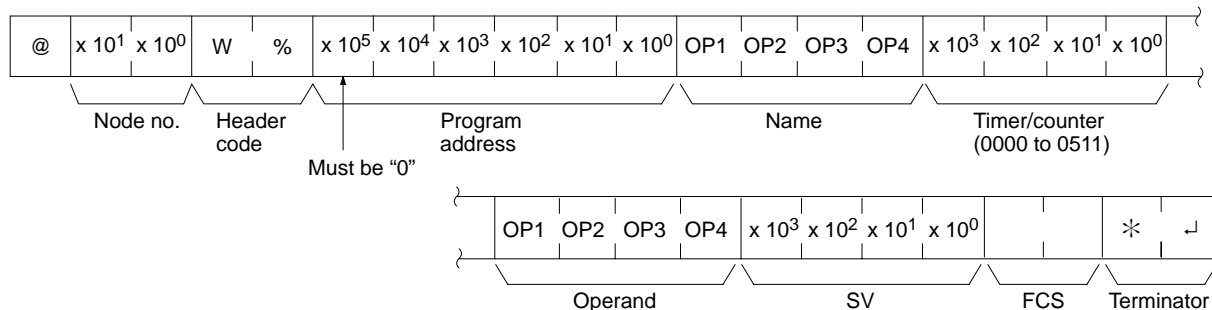 @ x 10¹ x 10⁰ W % x 10⁵ x 10⁴ x 10³ x 10² x 10¹ x 10⁰ OP1 OP2 OP3 OP4 x 10³ x 10² x 10¹ x 10⁰
Node no. Header code Program address Name Timer/counter (0000 to 0511)
Must be “0”
OP1 OP2 OP3 OP4 x 10³ x 10² x 10¹ x 10⁰ * ↵
Operand SV FCS Terminator